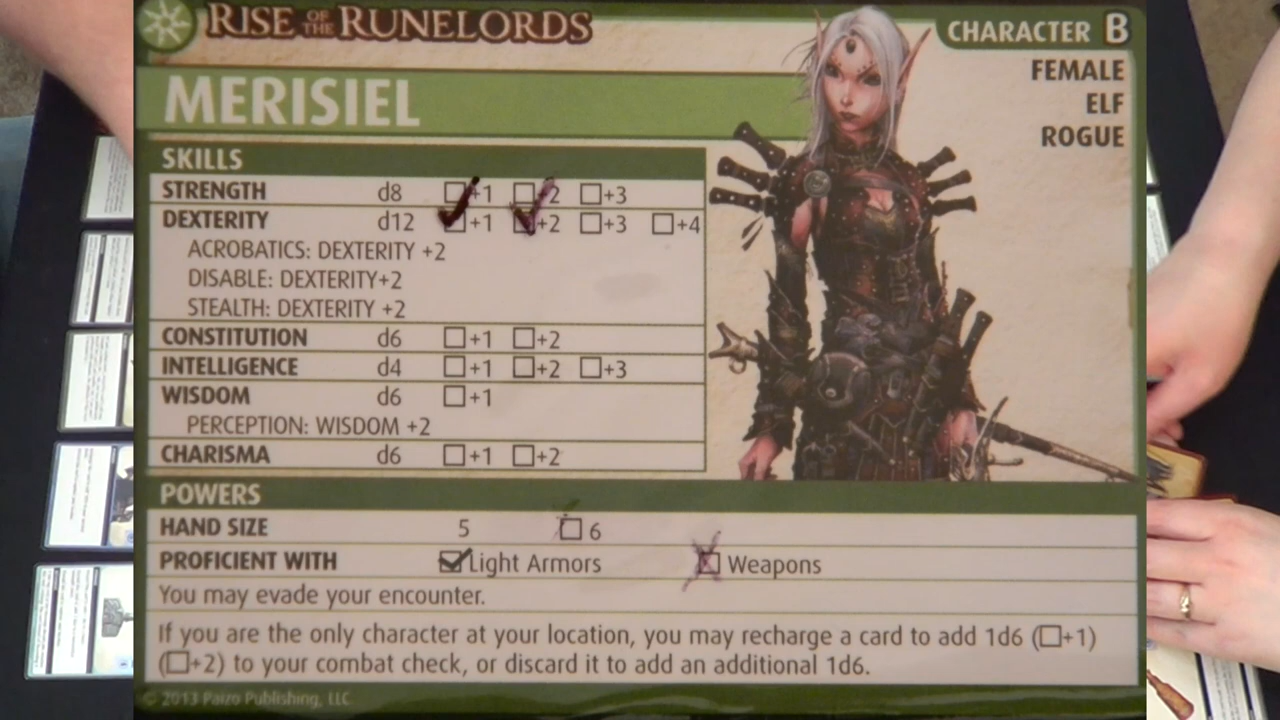 RISE OF THE RUNELORDS
CHARACTER B
FEMALE
ELF
ROGUE
MERISIEL
SKILLS
STRENGTH d8 +1 +2 +3
DEXTERITY d12 +1 +2 +3 +4
ACROBATICS: DEXTERITY +2
DISABLE: DEXTERITY+2
STEALTH: DEXTERITY +2
CONSTITUTION d6 +1 +2
INTELLIGENCE d4 +1 +2 +3
WISDOM d6 +1
PERCEPTION: WISDOM +2
CHARISMA d6 +1 +2
POWERS
HAND SIZE 5 6
PROFICIENT WITH Light Armors Weapons
You may evade your encounter.
If you are the only character at your location, you may recharge a card to add 1d6 (☐+1)
(☐+2) to your combat check, or discard it to add an additional 1d6.
© 2013 Paizo Publishing, LLC